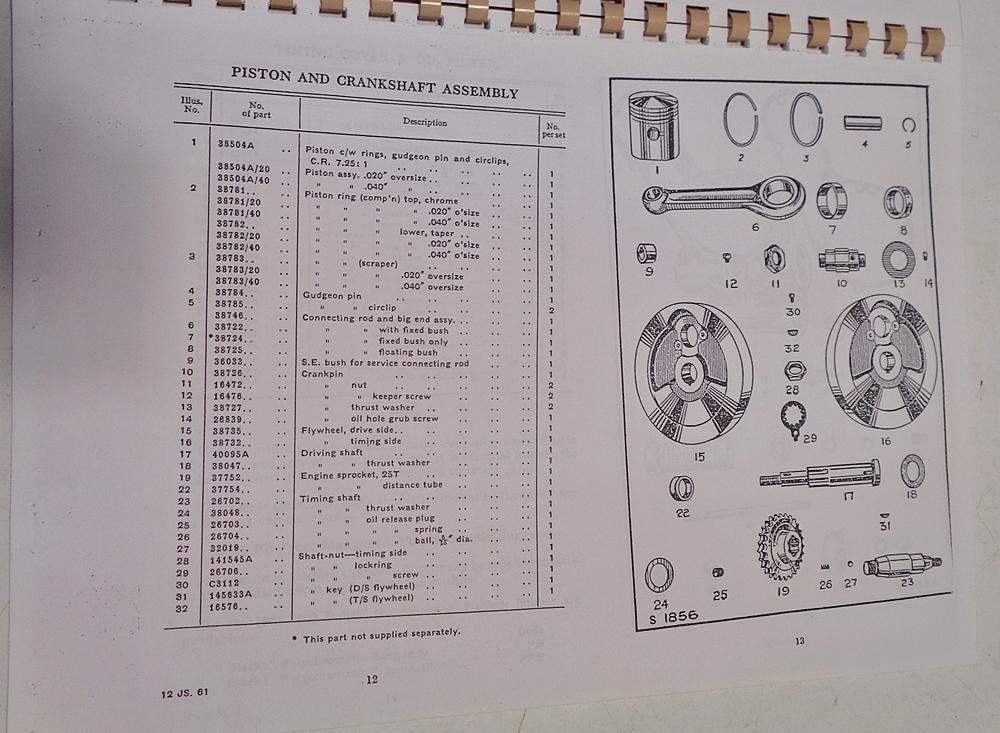 PISTON AND CRANKSHAFT ASSEMBLY
Illus. No. No. of part Description No. per set
1 38504A .. Piston c/w rings, gudgeon pin and circlips,
C.R. 7.25:1 .. .. .. .. 1
38504A/20 .. Piston assy. .020″ oversize .. .. .. 1
38504A/40 .. " " .040″ " .. .. .. 1
2 38781 .. .. Piston ring (comp'n) top, chrome .. .. 1
38781/20 .. " " " " .020″ o'size 1
38781/40 .. " " " " .040″ o'size 1
38782 .. .. " " " lower, taper .. 1
38782/20 .. " " " " .020″ o'size 1
38782/40 .. " " " " .040″ o'size 1
3 38783 .. .. " " (scraper) .. .. .. 1
38783/20 .. " " " .020″ oversize 1
38783/40 .. " " " .040″ oversize 1
4 38784 .. .. Gudgeon pin .. .. .. .. 1
5 38785 .. .. " " circlip .. .. .. 2
38746 .. .. Connecting rod and big end assy. .. .. 1
6 38722 .. .. " " with fixed bush .. 1
7 *38724 .. .. " " fixed bush only .. 1
8 38725 .. .. " " floating bush .. 1
9 36033 .. .. S.E. bush for service connecting rod .. 1
10 38726 .. .. Crankpin .. .. .. .. 1
11 16472 .. .. " nut .. .. .. .. 2
12 16476 .. .. " " keeper screw .. .. 2
13 38727 .. .. " thrust washer .. .. .. 2
14 26839 .. .. " oil hole grub screw .. .. 1
15 38735 .. .. Flywheel, drive side .. .. .. .. 1
16 38732 .. .. " timing side .. .. .. 1
17 40095A .. Driving shaft .. .. .. .. 1
18 38047 .. .. " " thrust washer .. .. 1
19 37752 .. .. Engine sprocket, 25T .. .. .. 1
22 37754 .. .. " " distance tube .. .. 1
23 26702 .. .. Timing shaft .. .. .. .. 1
24 38048 .. .. " " thrust washer .. .. 1
25 26703 .. .. " " oil release plug .. .. 1
26 26704 .. .. " " " " spring .. 1
27 32019 .. .. " " " " ball, 5/16″ dia. 1
28 141545A .. Shaft-nut—timing side .. .. .. 1
29 26706 .. .. " " lockring .. .. .. 1
30 C3112 .. " " " screw .. .. 1
31 145633A .. " key (D/S flywheel) .. .. .. 1
32 16576 .. .. " " (T/S flywheel) .. .. .. 1
* This part not supplied separately.
12 JS. 61
12
1 2 3 4 5
6 7 8
9 12 11 10 13 14
30
32
28
29
15 16
22 17 18
31
24 25 19 26 27 23
S 1856
13